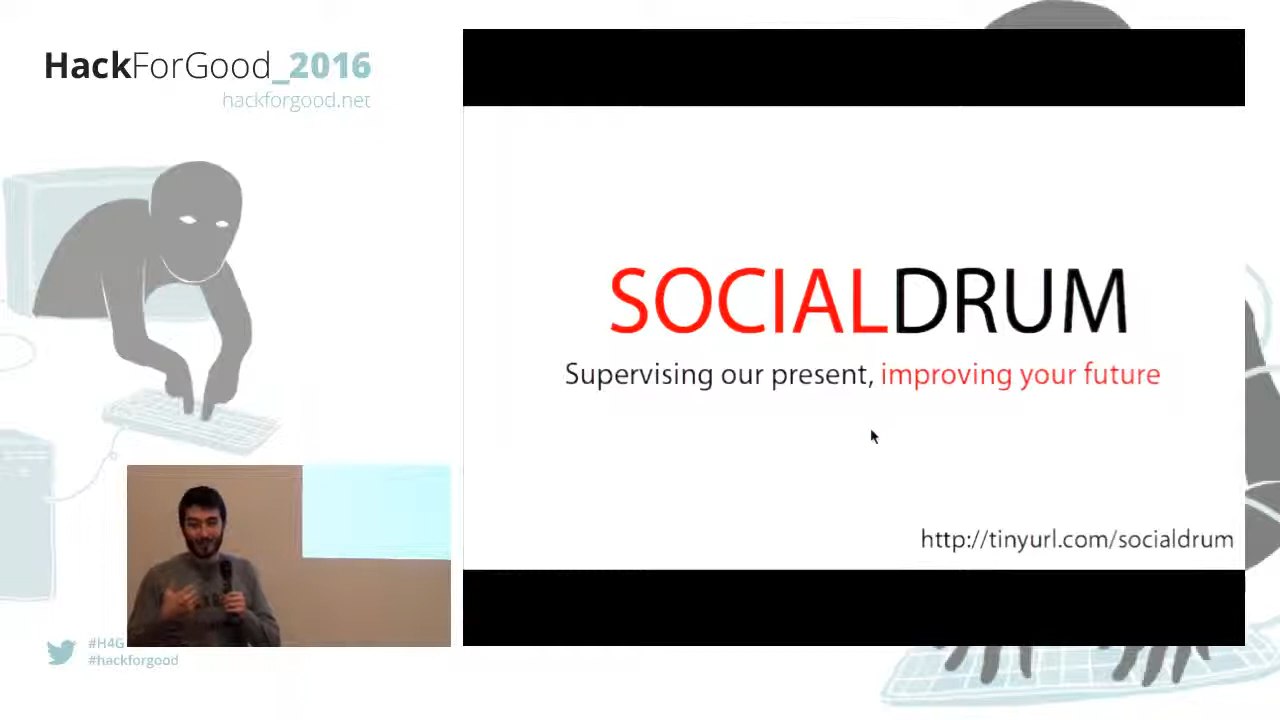 HackForGood_2016
hackforgood.net
SOCIALDRUM
Supervising our present, improving your future
http://tinyurl.com/socialdrum
#H4G
#hackforgood